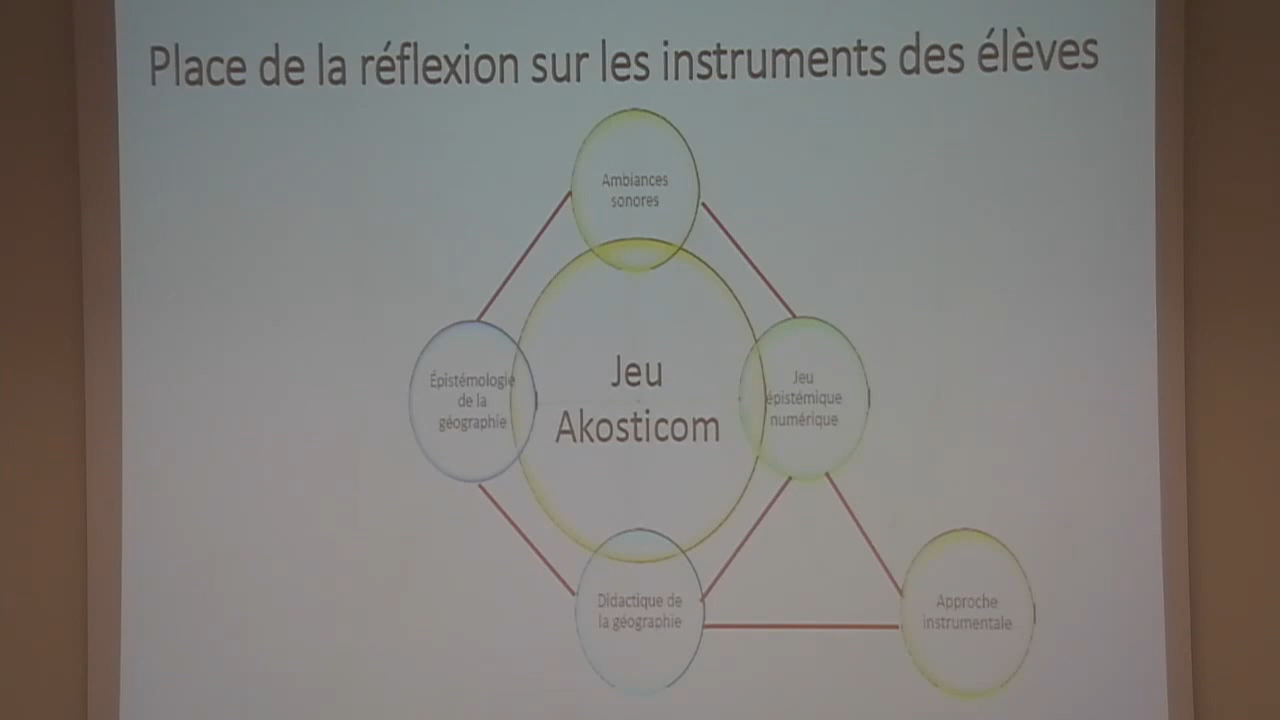 Place de la réflexion sur les instruments des élèves
Ambiances
sonores
Épistémologie
de la
géographie
Jeu
Akosticom
Jeu
épistémique
numérique
Didactique de
la géographie
Approche
instrumentale